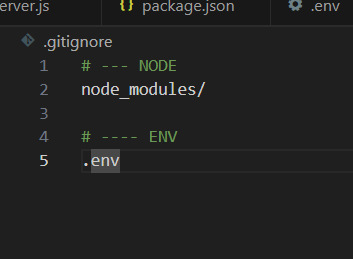 erver.js
package.json
.env
.gitignore
1 # --- NODE
2 node_modules/
3
4 # ---- ENV
5 .env